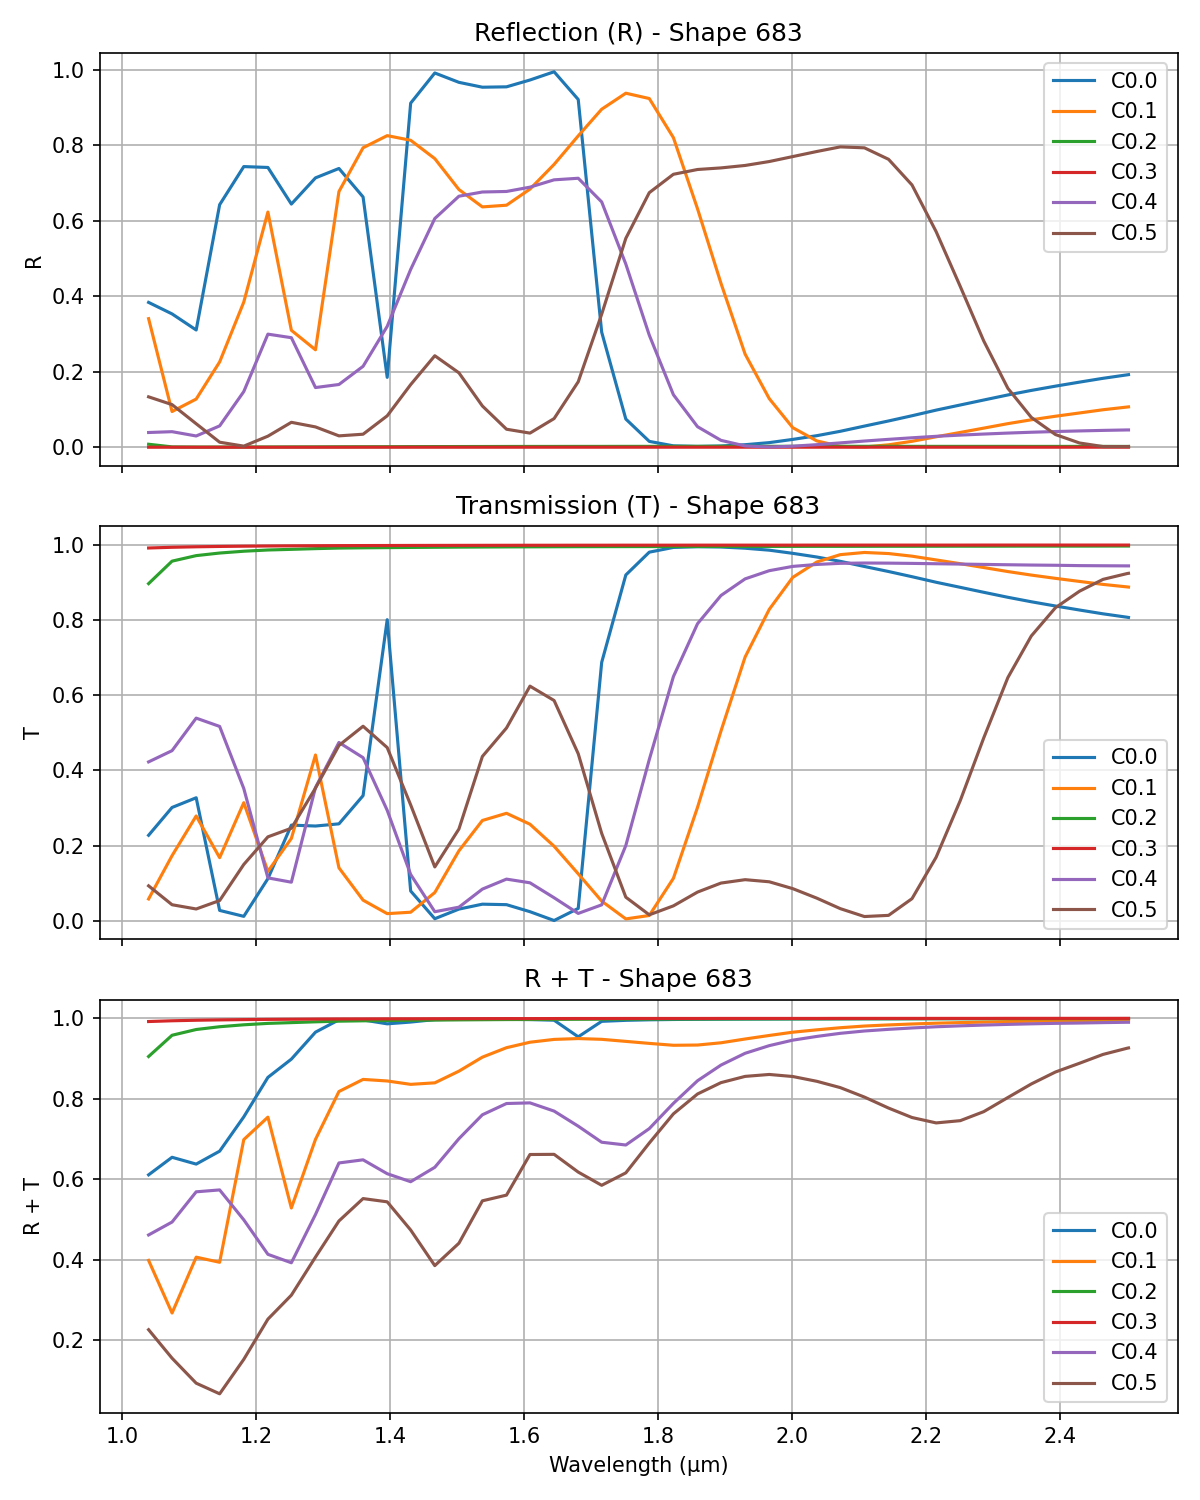 Reflection (R) - Shape 683
1.0
0.8
0.6
0.4
0.2
0.0
R
C0.0
C0.1
C0.2
C0.3
C0.4
C0.5
Transmission (T) - Shape 683
1.0
0.8
0.6
0.4
0.2
0.0
T
C0.0
C0.1
C0.2
C0.3
C0.4
C0.5
R + T - Shape 683
1.0
0.8
0.6
0.4
0.2
R + T
C0.0
C0.1
C0.2
C0.3
C0.4
C0.5
1.0 1.2 1.4 1.6 1.8 2.0 2.2 2.4
Wavelength (μm)